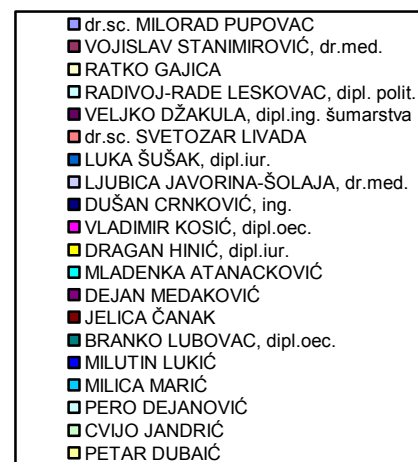 dr.sc. MILORAD PUPOVAC
VOJISLAV STANIMIROVIĆ, dr.med.
RATKO GAJICA
RADIVOJ-RADE LESKOVAC, dipl. polit.
VELJKO DŽAKULA, dipl.ing. šumarstva
dr.sc. SVETOZAR LIVADA
LUKA ŠUŠAK, dipl.iur.
LJUBICA JAVORINA-ŠOLAJA, dr.med.
DUŠAN CRNKOVIĆ, ing.
VLADIMIR KOSIĆ, dipl.oec.
DRAGAN HINIĆ, dipl.iur.
MLADENKA ATANACKOVIĆ
DEJAN MEDAKOVIĆ
JELICA ČANAK
BRANKO LUBOVAC, dipl.oec.
MILUTIN LUKIĆ
MILICA MARIĆ
PERO DEJANOVIĆ
CVIJO JANDRIĆ
PETAR DUBAIĆ